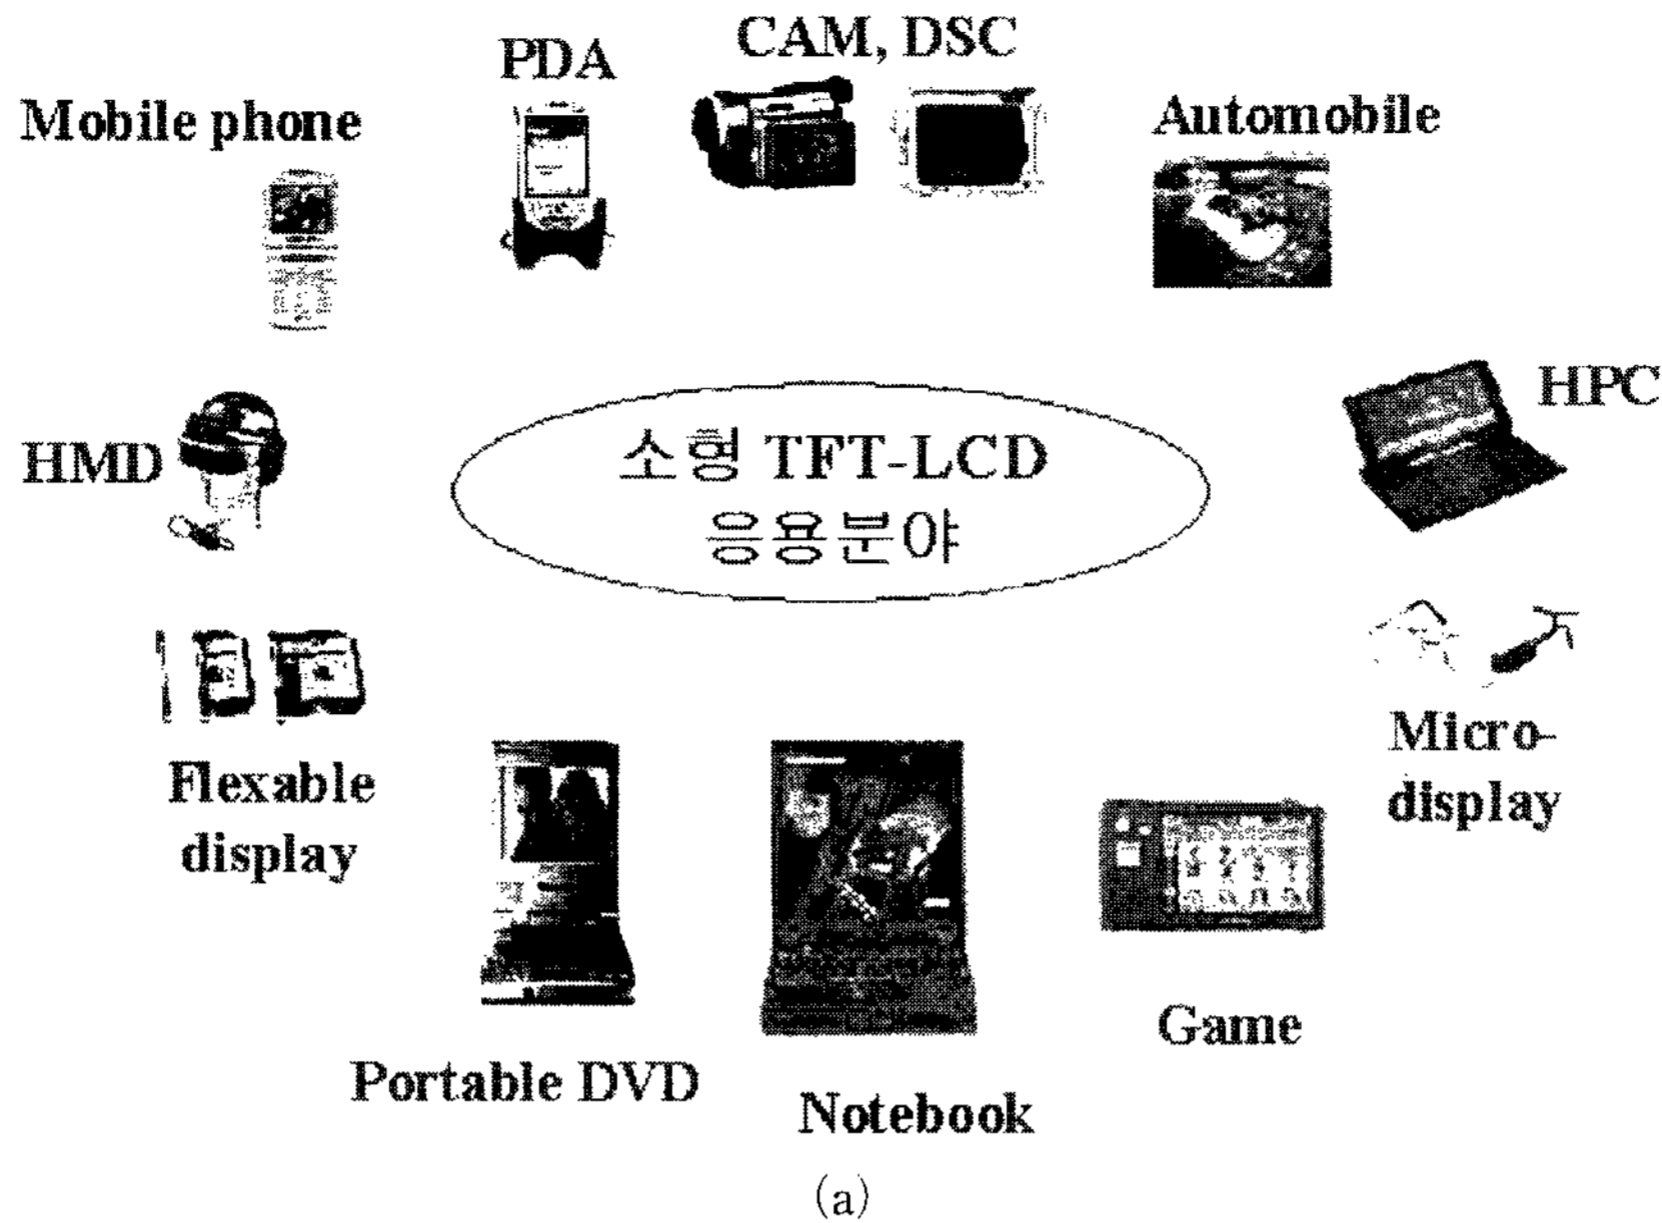 CAM, DSC
PDA
Mobile phone
Automobile
HPC
HMD
소형 TFT-LCD
응용분야
Micro-
display
Flexable
display
Game
Portable DVD
Notebook
(a)